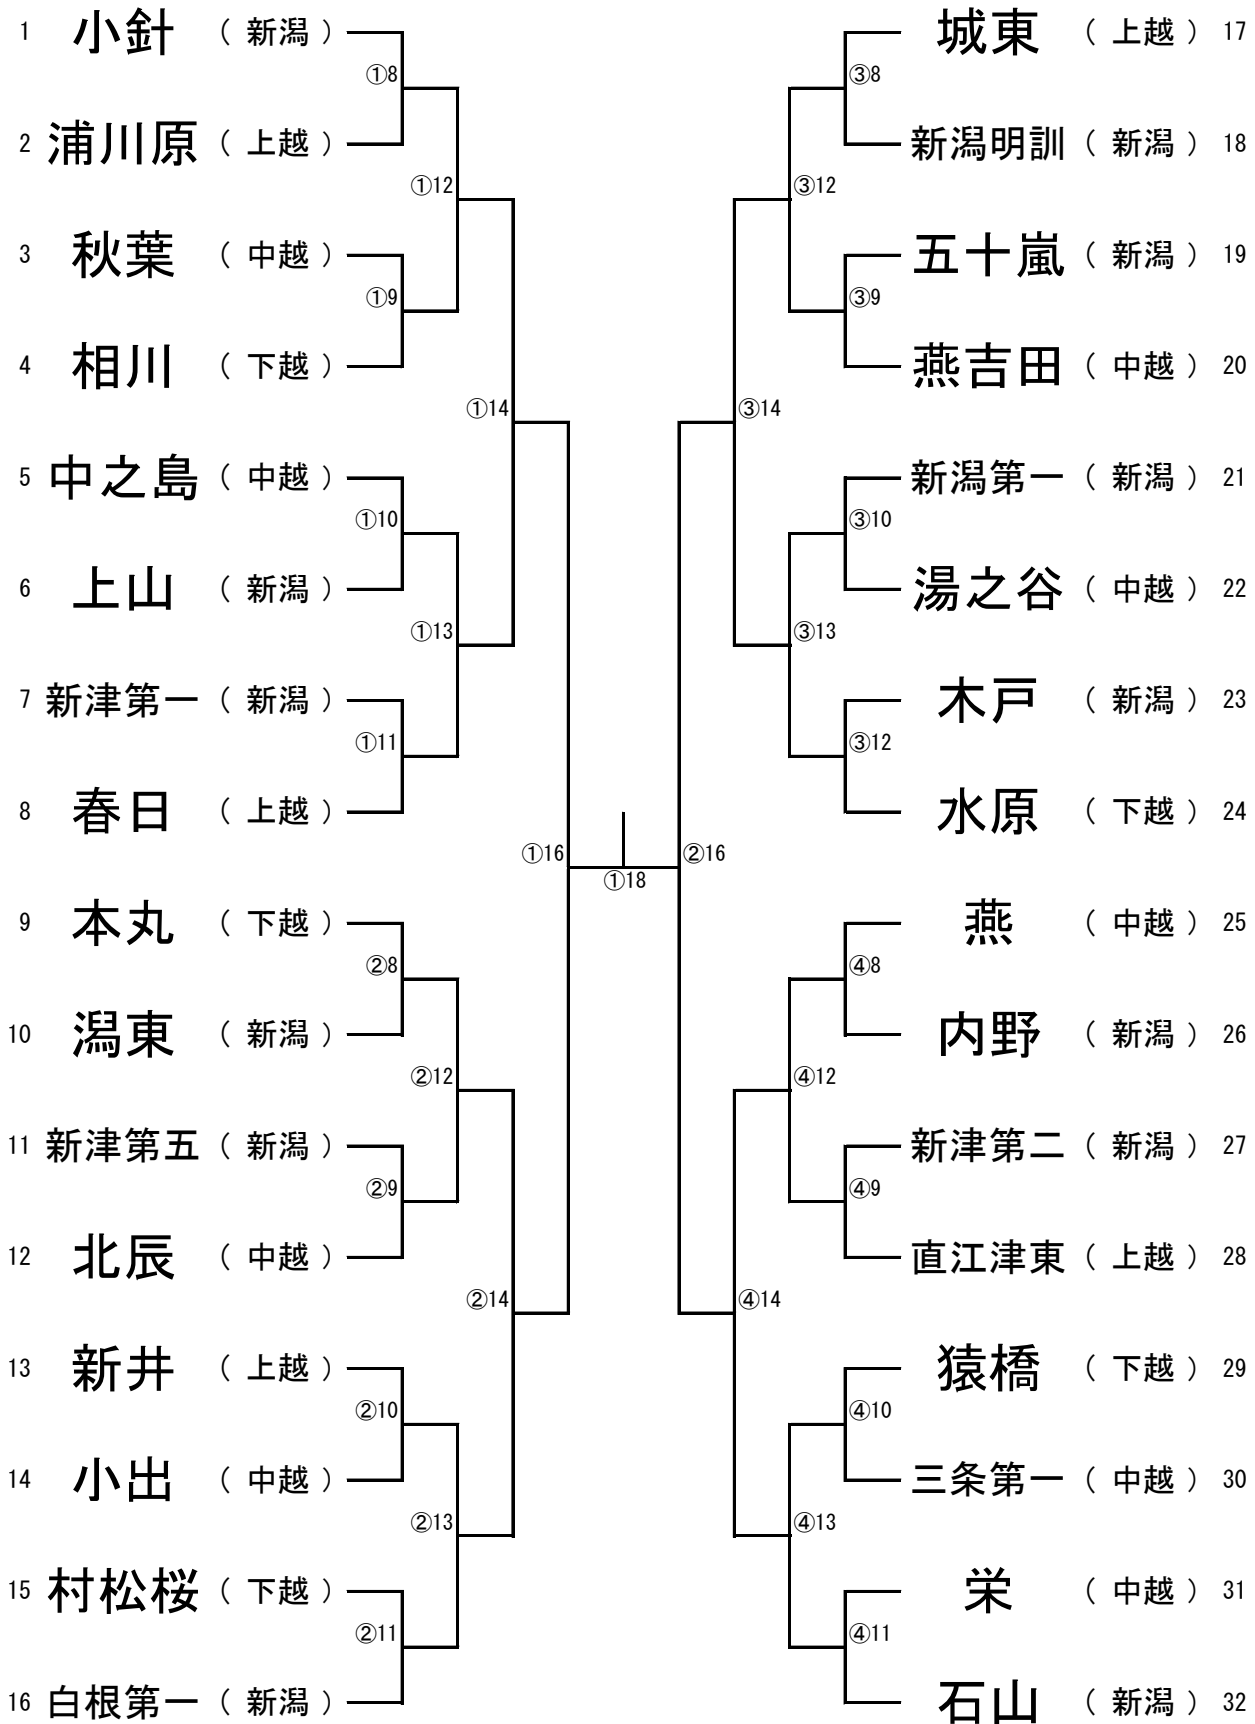 1 小針 （ 新潟 ）
①8
2 浦川原 （ 上越 ）
①12
3 秋葉 （ 中越 ）
①9
4 相川 （ 下越 ）
①14
5 中之島 （ 中越 ）
①10
6 上山 （ 新潟 ）
①13
7 新津第一 （ 新潟 ）
①11
8 春日 （ 上越 ）
①16
9 本丸 （ 下越 ）
②8
10 潟東 （ 新潟 ）
②12
11 新津第五 （ 新潟 ）
②9
12 北辰 （ 中越 ）
②14
13 新井 （ 上越 ）
②10
14 小出 （ 中越 ）
②13
15 村松桜 （ 下越 ）
②11
16 白根第一 （ 新潟 ）
①18
城東 （ 上越 ） 17
③8
新潟明訓 （ 新潟 ） 18
③12
五十嵐 （ 新潟 ） 19
③9
燕吉田 （ 中越 ） 20
③14
新潟第一 （ 新潟 ） 21
③10
湯之谷 （ 中越 ） 22
③13
木戸 （ 新潟 ） 23
③12
水原 （ 下越 ） 24
②16
燕 （ 中越 ） 25
④8
内野 （ 新潟 ） 26
④12
新津第二 （ 新潟 ） 27
④9
直江津東 （ 上越 ） 28
④14
猿橋 （ 下越 ） 29
④10
三条第一 （ 中越 ） 30
④13
栄 （ 中越 ） 31
④11
石山 （ 新潟 ） 32